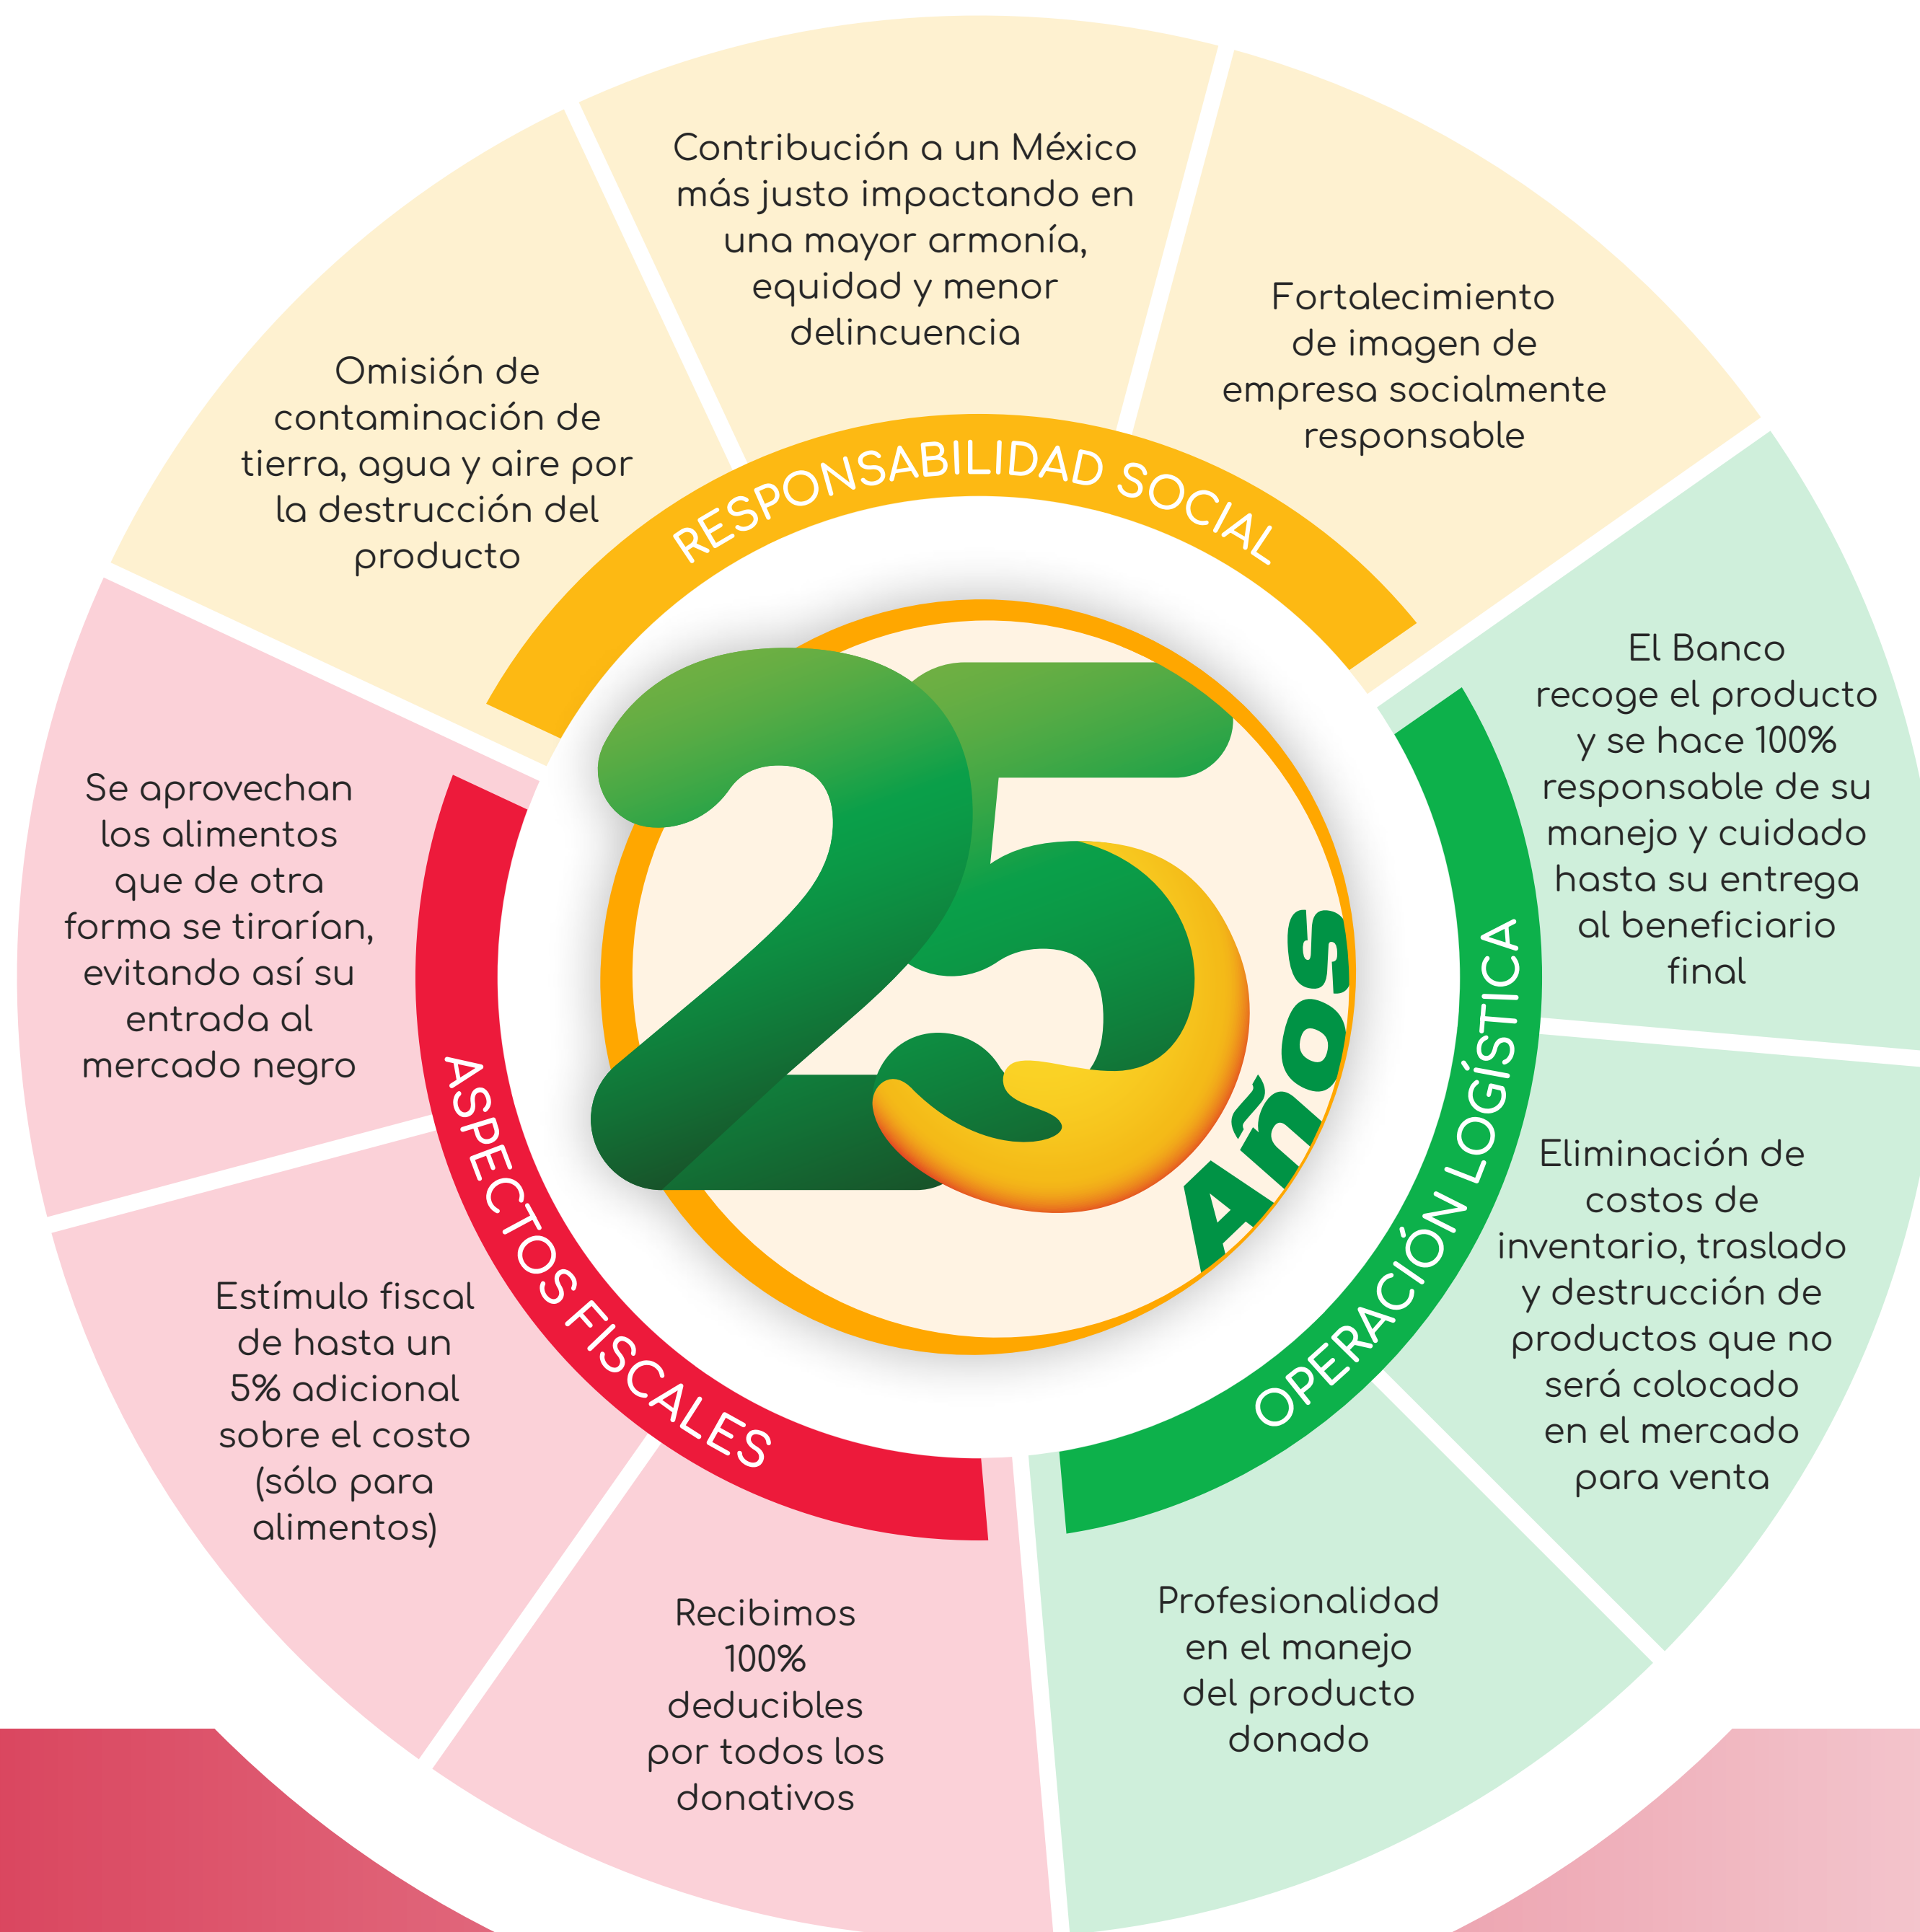 Contribución a un México
más justo impactando en
una mayor armonía,
equidad y menor
delincuencia
Fortalecimiento
de imagen de
empresa socialmente
responsable
Omisión de
contaminación de
tierra, agua y aire por
la destrucción del
producto
RESPONSABILIDAD SOCIAL
El Banco
recoge el producto
y se hace 100%
responsable de su
manejo y cuidado
hasta su entrega
al beneficiario
final
Eliminación de
costos de
inventario, traslado
y destrucción de
productos que no
será colocado
en el mercado
para venta
Profesionalidad
en el manejo
del producto
donado
OPERACIÓN LOGÍSTICA
Se aprovechan
los alimentos
que de otra
forma se tirarían,
evitando así su
entrada al
mercado negro
Estímulo fiscal
de hasta un
5% adicional
sobre el costo
(sólo para
alimentos)
Recibimos
100%
deducibles
por todos los
donativos
ASPECTOS FISCALES
25
Años